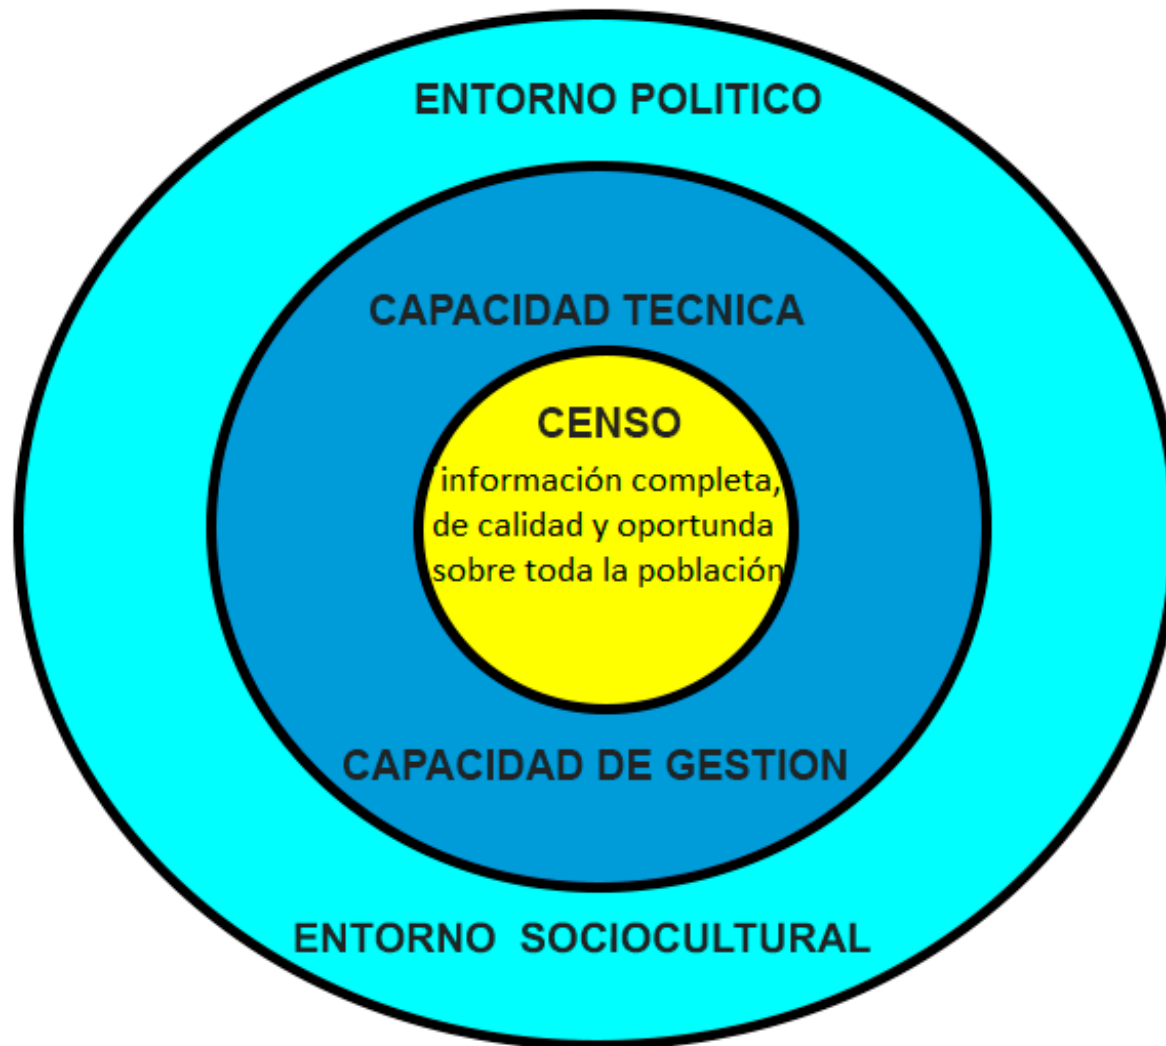 ENTORNO POLITICO
CAPACIDAD TECNICA
CENSO
información completa,
de calidad y oportunda
sobre toda la población
CAPACIDAD DE GESTION
ENTORNO SOCIOCULTURAL